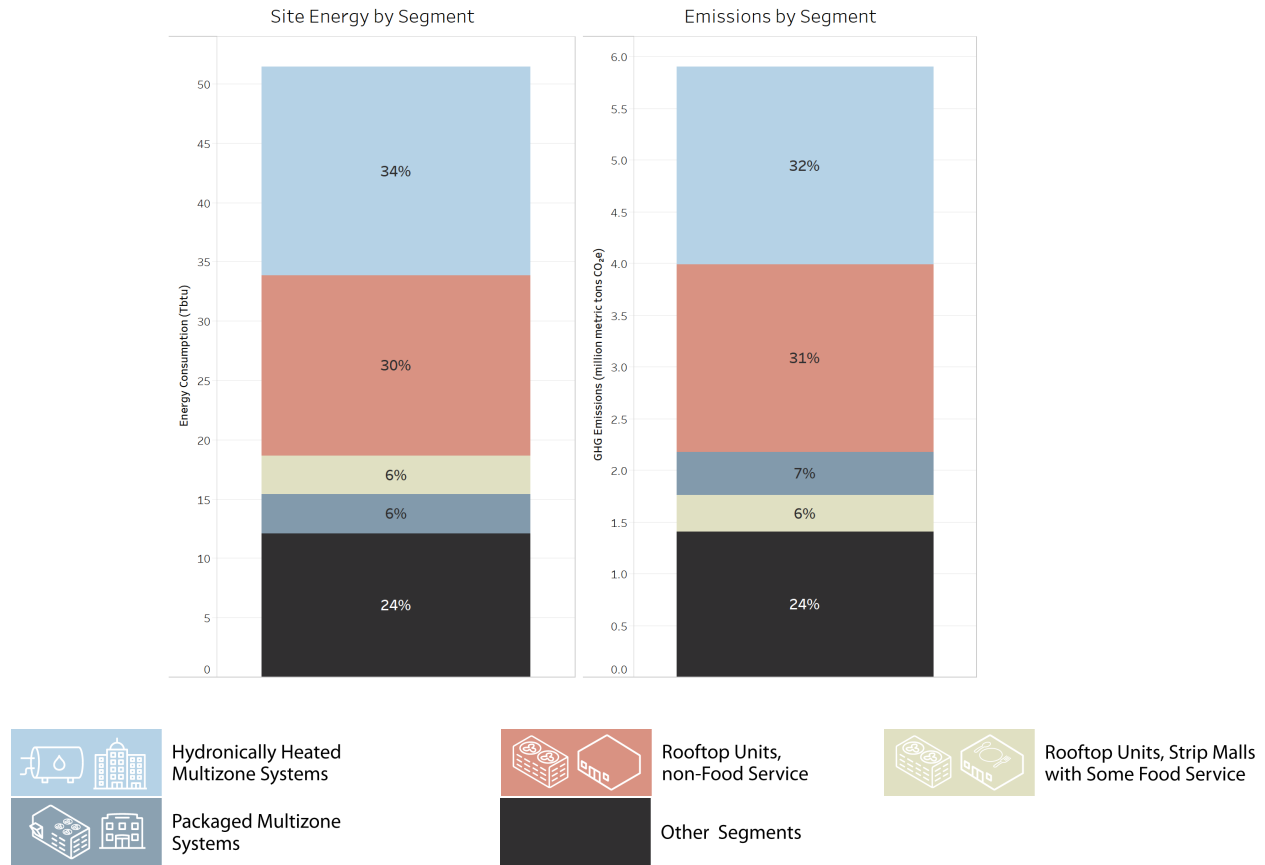 Site Energy by Segment
Emissions by Segment
Energy Consumption (Tbtu)
50
45
40
35
30
25
20
15
10
5
0
34%
30%
6%
6%
24%
GHG Emissions (million metric tons CO₂e)
6.0
5.5
5.0
4.5
4.0
3.5
3.0
2.5
2.0
1.5
1.0
0.5
0.0
32%
31%
7%
6%
24%
Hydronically Heated
Multizone Systems
Rooftop Units,
non-Food Service
Rooftop Units, Strip Malls
with Some Food Service
Packaged Multizone
Systems
Other Segments